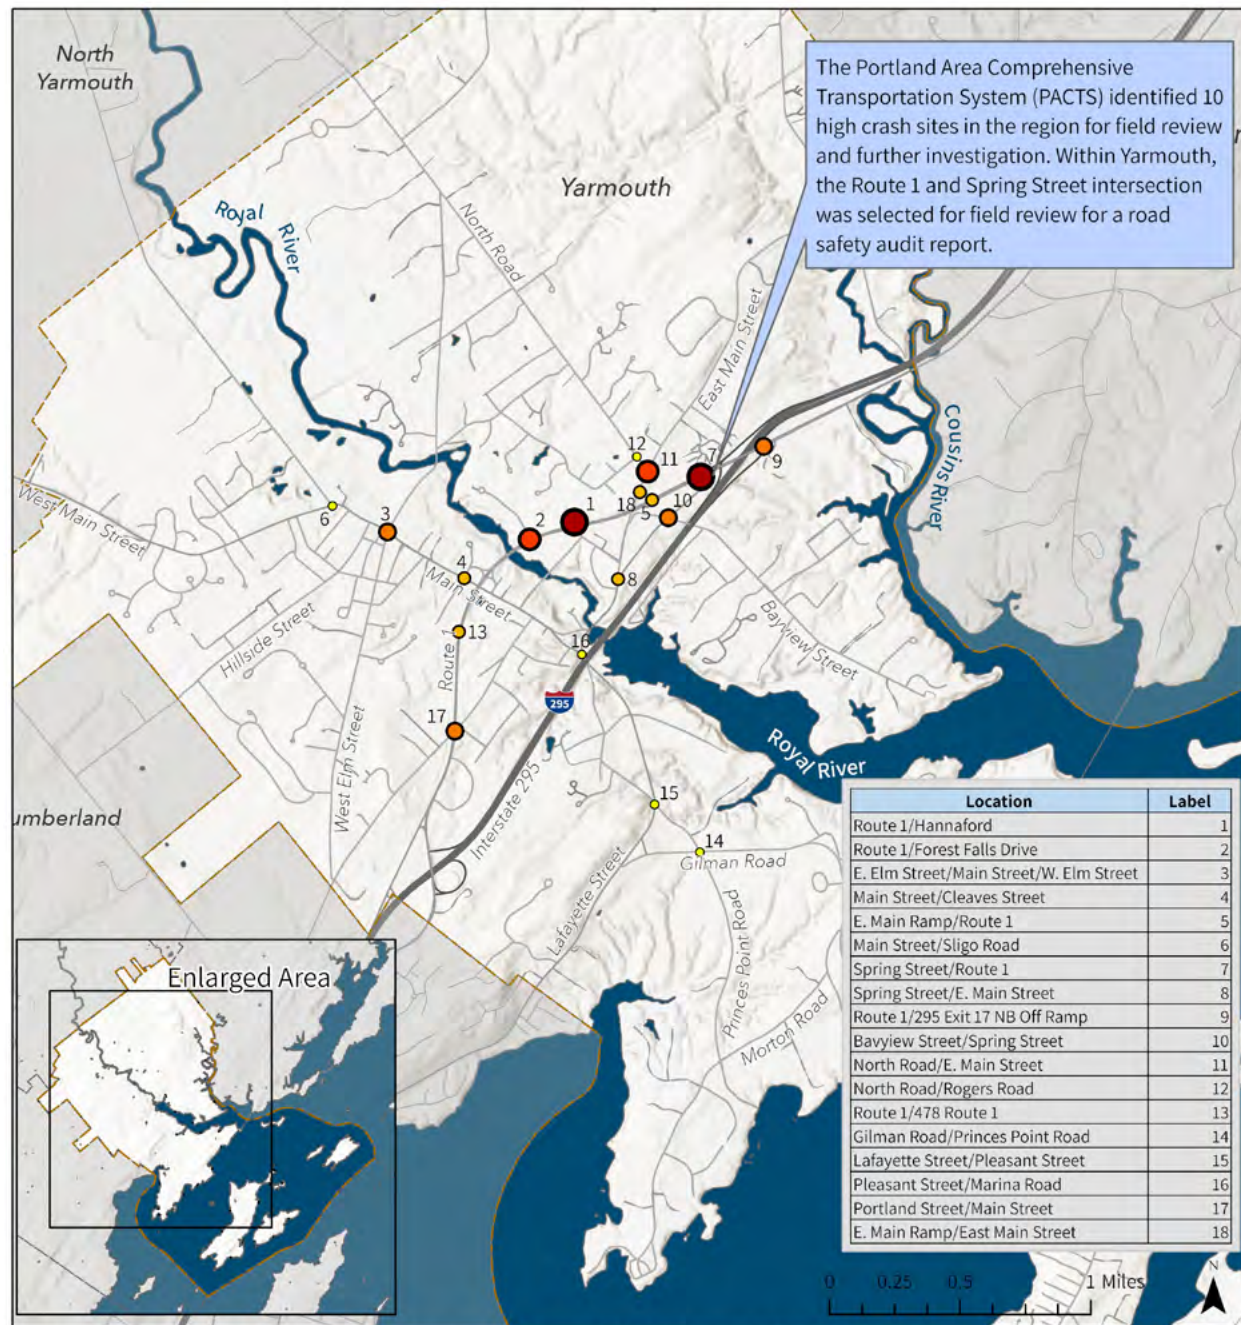 North
Yarmouth
The Portland Area Comprehensive
Transportation System (PACTS) identified 10
high crash sites in the region for field review
and further investigation. Within Yarmouth,
the Route 1 and Spring Street intersection
was selected for field review for a road
safety audit report.
Yarmouth
Royal
River
North Road
East Main Street
Cousins River
12
11
7
9
18
5
10
1
2
3
6
West Main Street
4
Main Street
8
Hillside Street
13
Route 1
16
Bayview Street
295
17
West Elm Street
Interstate 295
Royal River
umberland
15
14
Gilman Road
Lafayette Street
Princes Point Road
Morton Road
Location Label
Route 1/Hannaford 1
Route 1/Forest Falls Drive 2
E. Elm Street/Main Street/W. Elm Street 3
Main Street/Cleaves Street 4
E. Main Ramp/Route 1 5
Main Street/Sligo Road 6
Spring Street/Route 1 7
Spring Street/E. Main Street 8
Route 1/295 Exit 17 NB Off Ramp 9
Bavyiew Street/Spring Street 10
North Road/E. Main Street 11
North Road/Rogers Road 12
Route 1/478 Route 1 13
Gilman Road/Princes Point Road 14
Lafayette Street/Pleasant Street 15
Pleasant Street/Marina Road 16
Portland Street/Main Street 17
E. Main Ramp/East Main Street 18
Enlarged Area
0 0.25 0.5 1 Miles
N